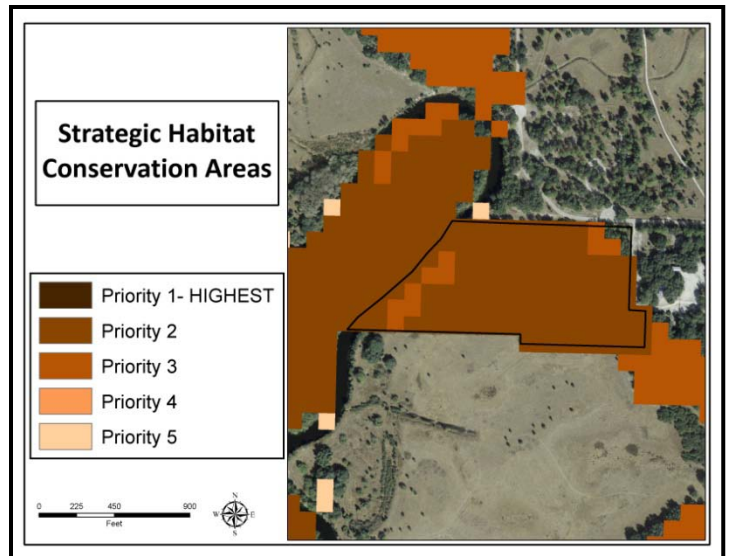 Strategic Habitat
Conservation Areas
Priority 1- HIGHEST
Priority 2
Priority 3
Priority 4
Priority 5
0 225 450 900
Feet
N
W E
S